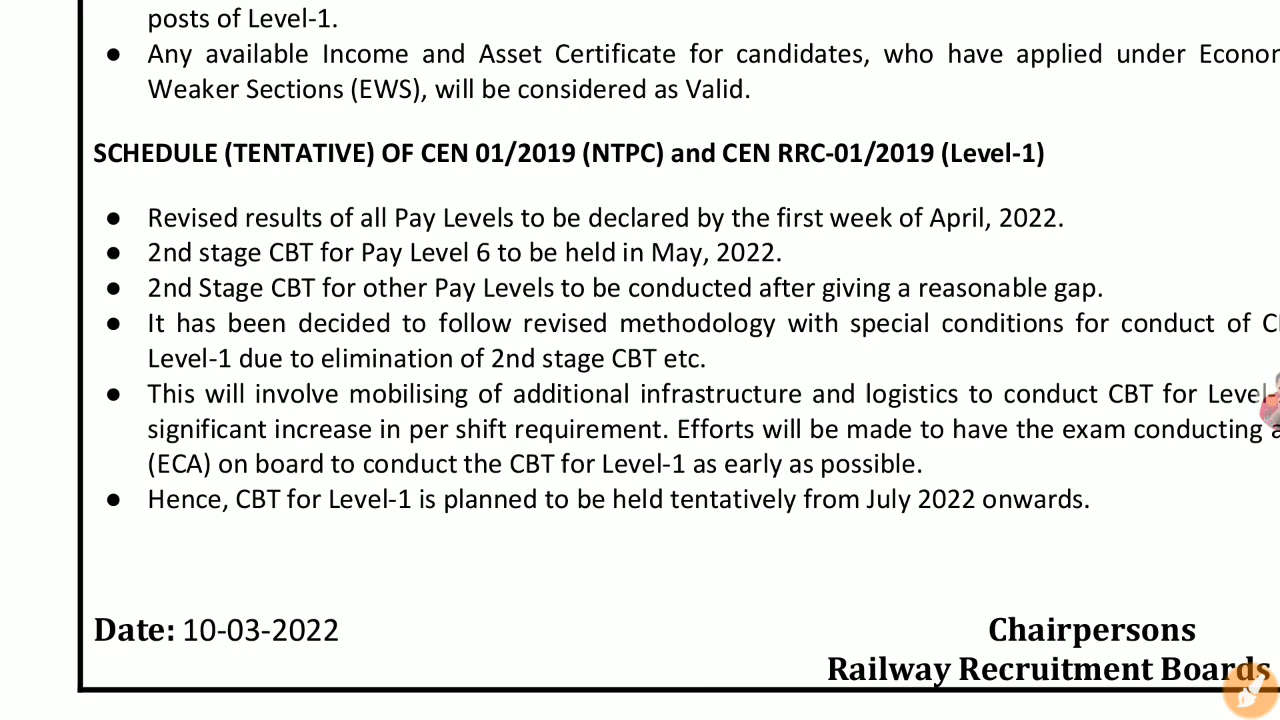 posts of Level-1.
● Any available Income and Asset Certificate for candidates, who have applied under
Weaker Sections (EWS), will be considered as Valid.
SCHEDULE (TENTATIVE) OF CEN 01/2019 (NTPC) and CEN RRC-01/2019 (Level-1)
● Revised results of all Pay Levels to be declared by the first week of April, 2022.
● 2nd stage CBT for Pay Level 6 to be held in May, 2022.
● 2nd Stage CBT for other Pay Levels to be conducted after giving a reasonable gap.
● It has been decided to follow revised methodology with special conditions for conduct of
Level-1 due to elimination of 2nd stage CBT etc.
● This will involve mobilising of additional infrastructure and logistics to conduct CBT for Level-
significant increase in per shift requirement. Efforts will be made to have the exam conducting
(ECA) on board to conduct the CBT for Level-1 as early as possible.
● Hence, CBT for Level-1 is planned to be held tentatively from July 2022 onwards.
Date: 10-03-2022
Chairpersons
Railway Recruitment Boards